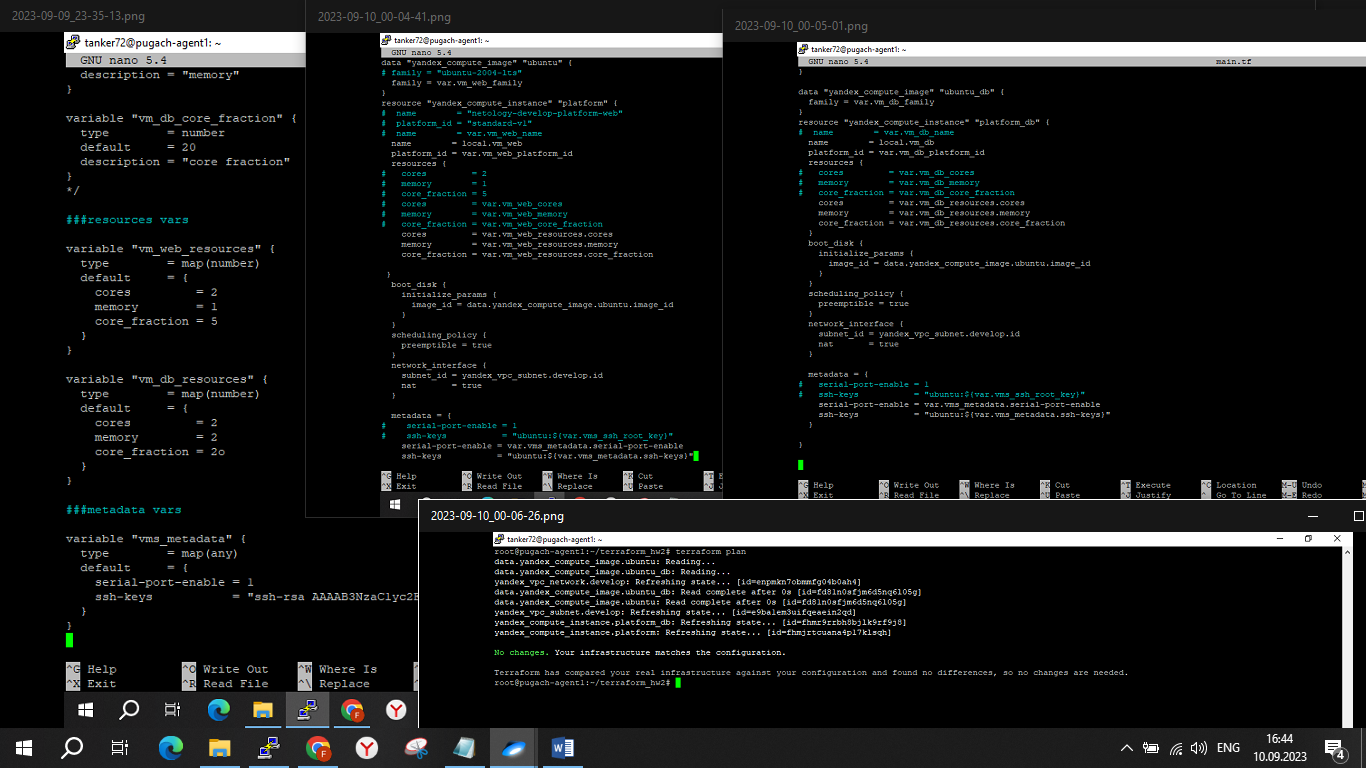 2023-09-09_23-35-13.png
tanker72@pugach-agent1: ~
GNU nano 5.4
description = "memory"
}
variable "vm_db_core_fraction" {
type = number
default = 20
description = "core fraction"
}
*/
###resources vars
variable "vm_web_resources" {
type = map(number)
default = {
cores = 2
memory = 1
core_fraction = 5
}
}
variable "vm_db_resources" {
type = map(number)
default = {
cores = 2
memory = 2
core_fraction = 2o
}
}
###metadata vars
variable "vms_metadata" {
type = map(any)
default = {
serial-port-enable = 1
ssh-keys = "ssh-rsa AAAAB3NzaC1yc2E
}
}
^G Help ^O Write Out ^W Where Is
^X Exit ^R Read File ^\ Replace
2023-09-10_00-04-41.png
tanker72@pugach-agent1: ~
GNU nano 5.4
data "yandex_compute_image" "ubuntu" {
# family = "ubuntu-2004-lts"
family = var.vm_web_family
}
resource "yandex_compute_instance" "platform" {
# name = "netology-develop-platform-web"
# platform_id = "standard-v1"
# name = var.vm_web_name
name = local.vm_web
platform_id = var.vm_web_platform_id
resources {
# cores = 2
# memory = 1
# core_fraction = 5
# cores = var.vm_web_cores
# memory = var.vm_web_memory
# core_fraction = var.vm_web_core_fraction
cores = var.vm_web_resources.cores
memory = var.vm_web_resources.memory
core_fraction = var.vm_web_resources.core_fraction
}
boot_disk {
initialize_params {
image_id = data.yandex_compute_image.ubuntu.image_id
}
}
scheduling_policy {
preemptible = true
}
network_interface {
subnet_id = yandex_vpc_subnet.develop.id
nat = true
}
metadata = {
# serial-port-enable = 1
# ssh-keys = "ubuntu:${var.vms_ssh_root_key}"
serial-port-enable = var.vms_metadata.serial-port-enable
ssh-keys = "ubuntu:${var.vms_metadata.ssh-keys}"
^G Help ^O Write Out ^W Where Is ^K Cut ^T E
^X Exit ^R Read File ^\ Replace ^U Paste ^J J
2023-09-10_00-05-01.png
tanker72@pugach-agent1: ~
GNU nano 5.4 main.tf
}
data "yandex_compute_image" "ubuntu_db" {
family = var.vm_db_family
}
resource "yandex_compute_instance" "platform_db" {
# name = var.vm_db_name
name = local.vm_db
platform_id = var.vm_db_platform_id
resources {
# cores = var.vm_db_cores
# memory = var.vm_db_memory
# core_fraction = var.vm_db_core_fraction
cores = var.vm_db_resources.cores
memory = var.vm_db_resources.memory
core_fraction = var.vm_db_resources.core_fraction
}
boot_disk {
initialize_params {
image_id = data.yandex_compute_image.ubuntu.image_id
}
}
scheduling_policy {
preemptible = true
}
network_interface {
subnet_id = yandex_vpc_subnet.develop.id
nat = true
}
metadata = {
# serial-port-enable = 1
# ssh-keys = "ubuntu:${var.vms_ssh_root_key}"
serial-port-enable = var.vms_metadata.serial-port-enable
ssh-keys = "ubuntu:${var.vms_metadata.ssh-keys}"
}
}
^G Help ^O Write Out ^W Where Is ^K Cut ^T Execute ^C Location M-U Undo
^X Exit ^R Read File ^\ Replace ^U Paste ^J Justify ^_ Go To Line M-E Redo
2023-09-10_00-06-26.png
tanker72@pugach-agent1: ~
root@pugach-agent1:~/terraform_hw2# terraform plan
data.yandex_compute_image.ubuntu: Reading...
data.yandex_compute_image.ubuntu_db: Reading...
yandex_vpc_network.develop: Refreshing state... [id=enpmkn7obmmfg04b0ah4]
data.yandex_compute_image.ubuntu_db: Read complete after 0s [id=fd8ln0sfjm6d5nq6l05g]
data.yandex_compute_image.ubuntu: Read complete after 0s [id=fd8ln0sfjm6d5nq6l05g]
yandex_vpc_subnet.develop: Refreshing state... [id=e9balem3uifqeaein2qd]
yandex_compute_instance.platform_db: Refreshing state... [id=fhmr9rrbh8bjlk9rf9j8]
yandex_compute_instance.platform: Refreshing state... [id=fhmjrtcuana4pl7klsqh]
No changes. Your infrastructure matches the configuration.
Terraform has compared your real infrastructure against your configuration and found no differences, so no changes are needed.
root@pugach-agent1:~/terraform_hw2#
ENG
16:44
10.09.2023
4